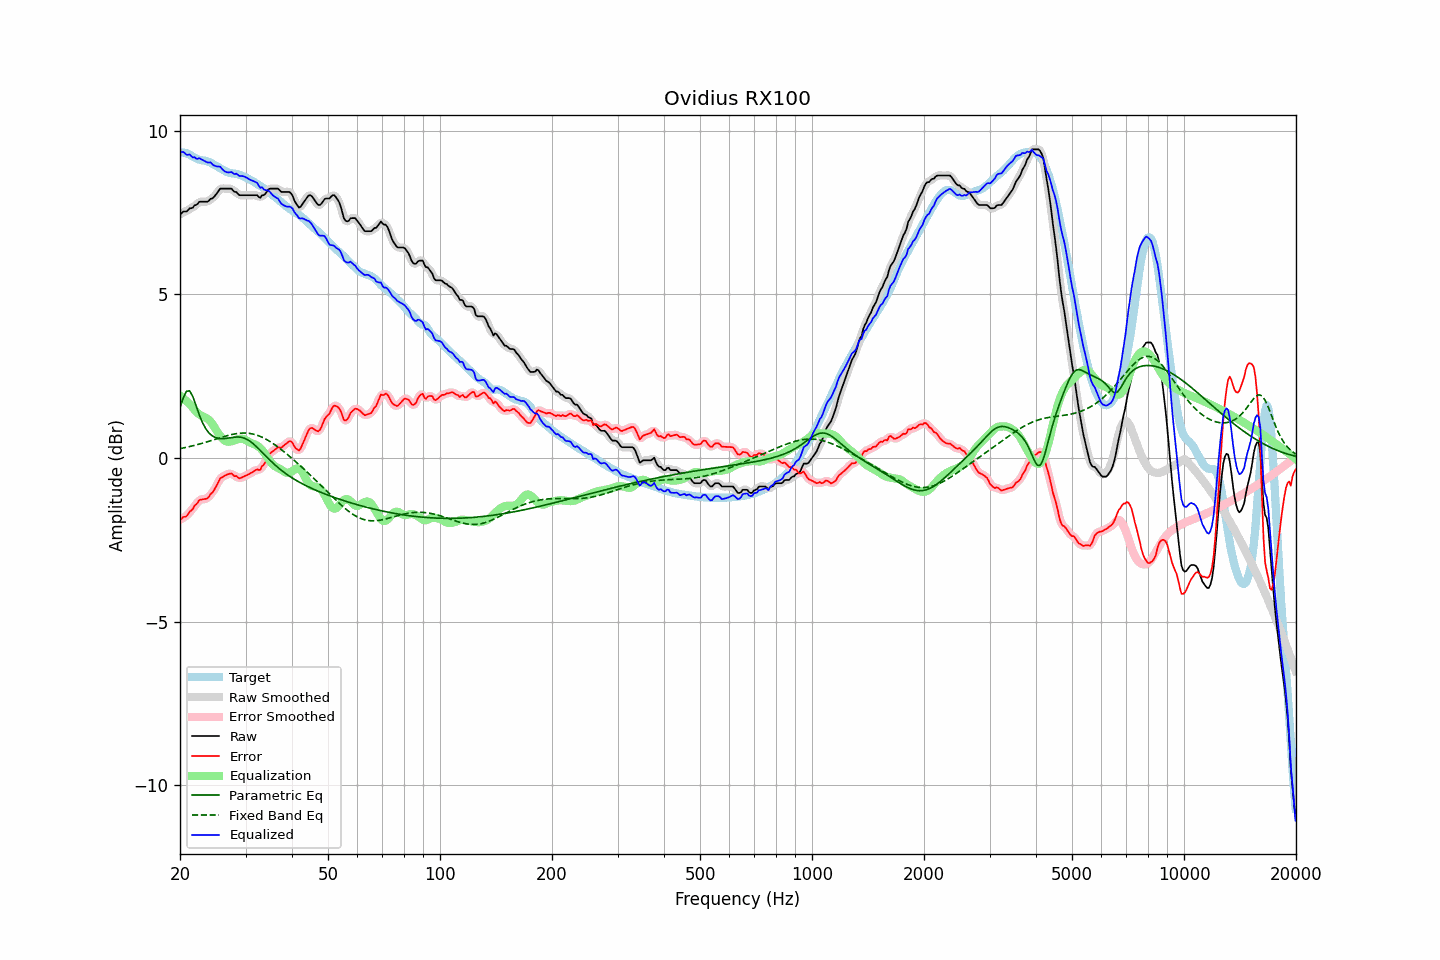 Ovidius RX100
Amplitude (dBr)
10
5
0
−5
−10
Target
Raw Smoothed
Error Smoothed
Raw
Error
Equalization
Parametric Eq
Fixed Band Eq
Equalized
20 50 100 200 500 1000 2000 5000 10000 20000
Frequency (Hz)